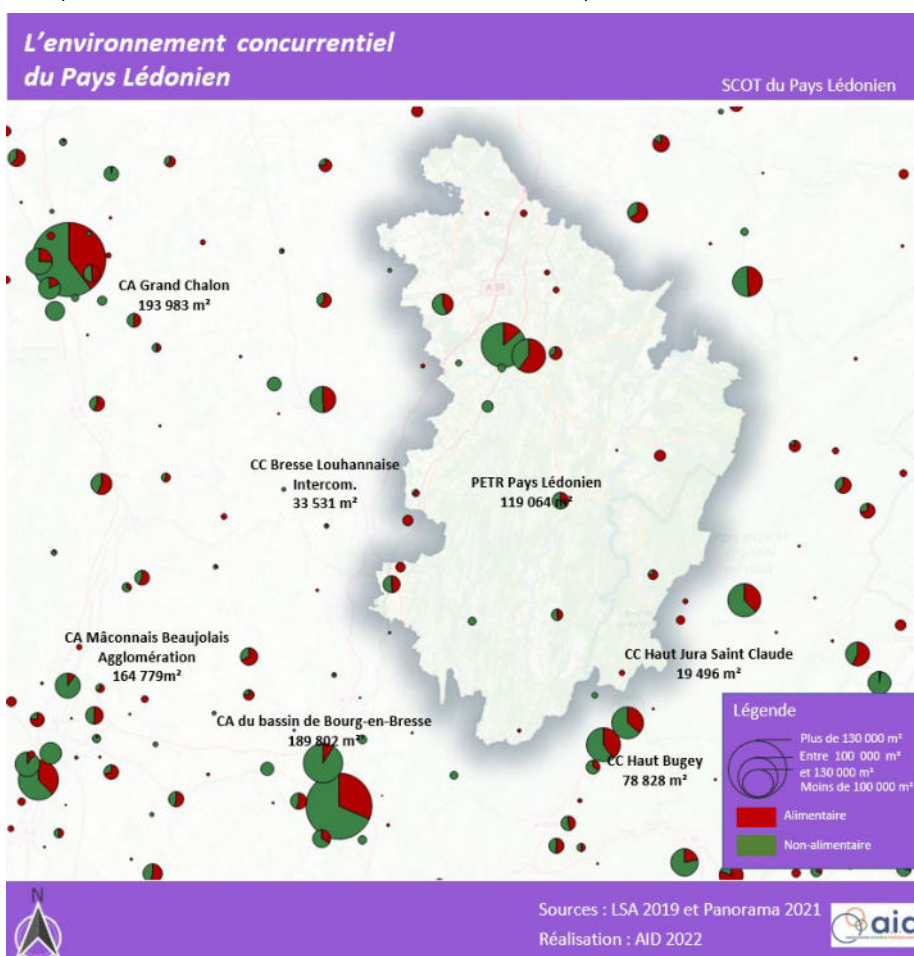 L'environnement concurrentiel
du Pays Lédonien
SCOT du Pays Lédonien
A 39
CA Grand Chalon
193 983 m²
CC Bresse Louhannaise
Intercom.
33 531 m²
PETR Pays Lédonien
119 064 m²
CA Mâconnais Beaujolais
Agglomération
164 779m²
CC Haut Jura Saint Claude
19 496 m²
CA du bassin de Bourg-en-Bresse
189 802 m²
CC Haut Bugey
78 828 m²
Légende
Plus de 130 000 m²
Entre 100 000 m²
et 130 000 m²
Moins de 100 000 m²
Alimentaire
Non-alimentaire
N
Sources : LSA 2019 et Panorama 2021
Réalisation : AID 2022
aid